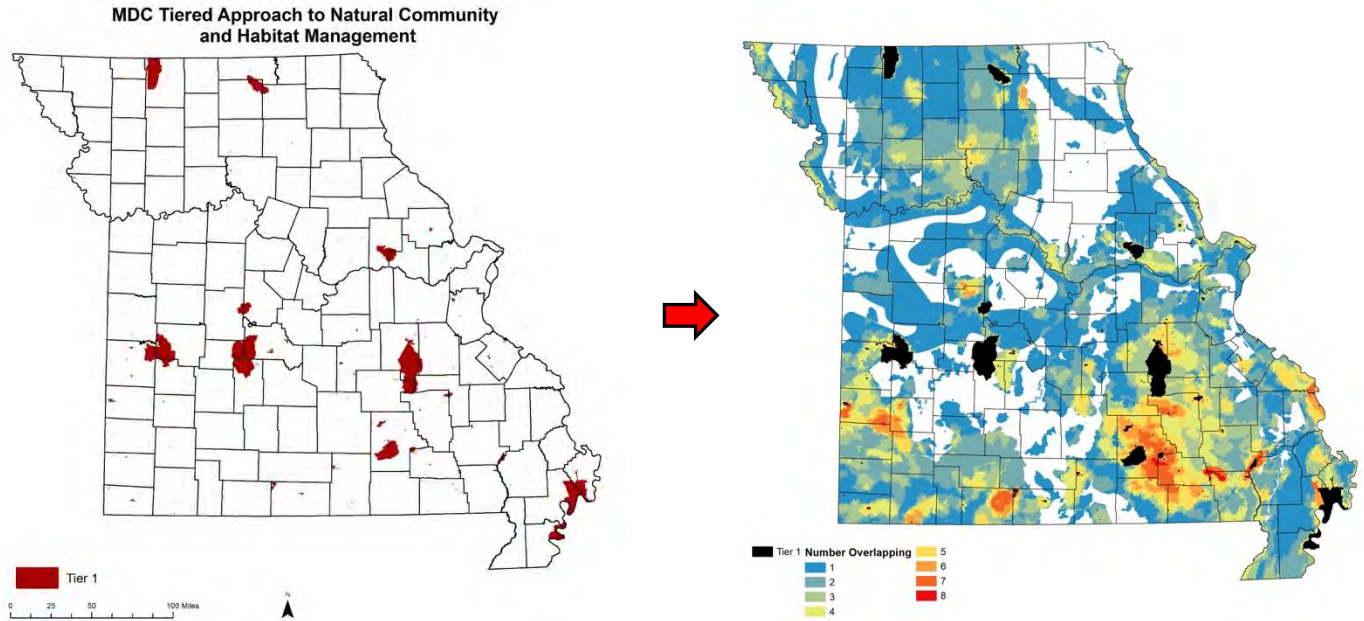 MDC Tiered Approach to Natural Community
and Habitat Management
Tier 1
0 25 50 100 Miles
N
Tier 1 Number Overlapping
1
2
3
4
5
6
7
8